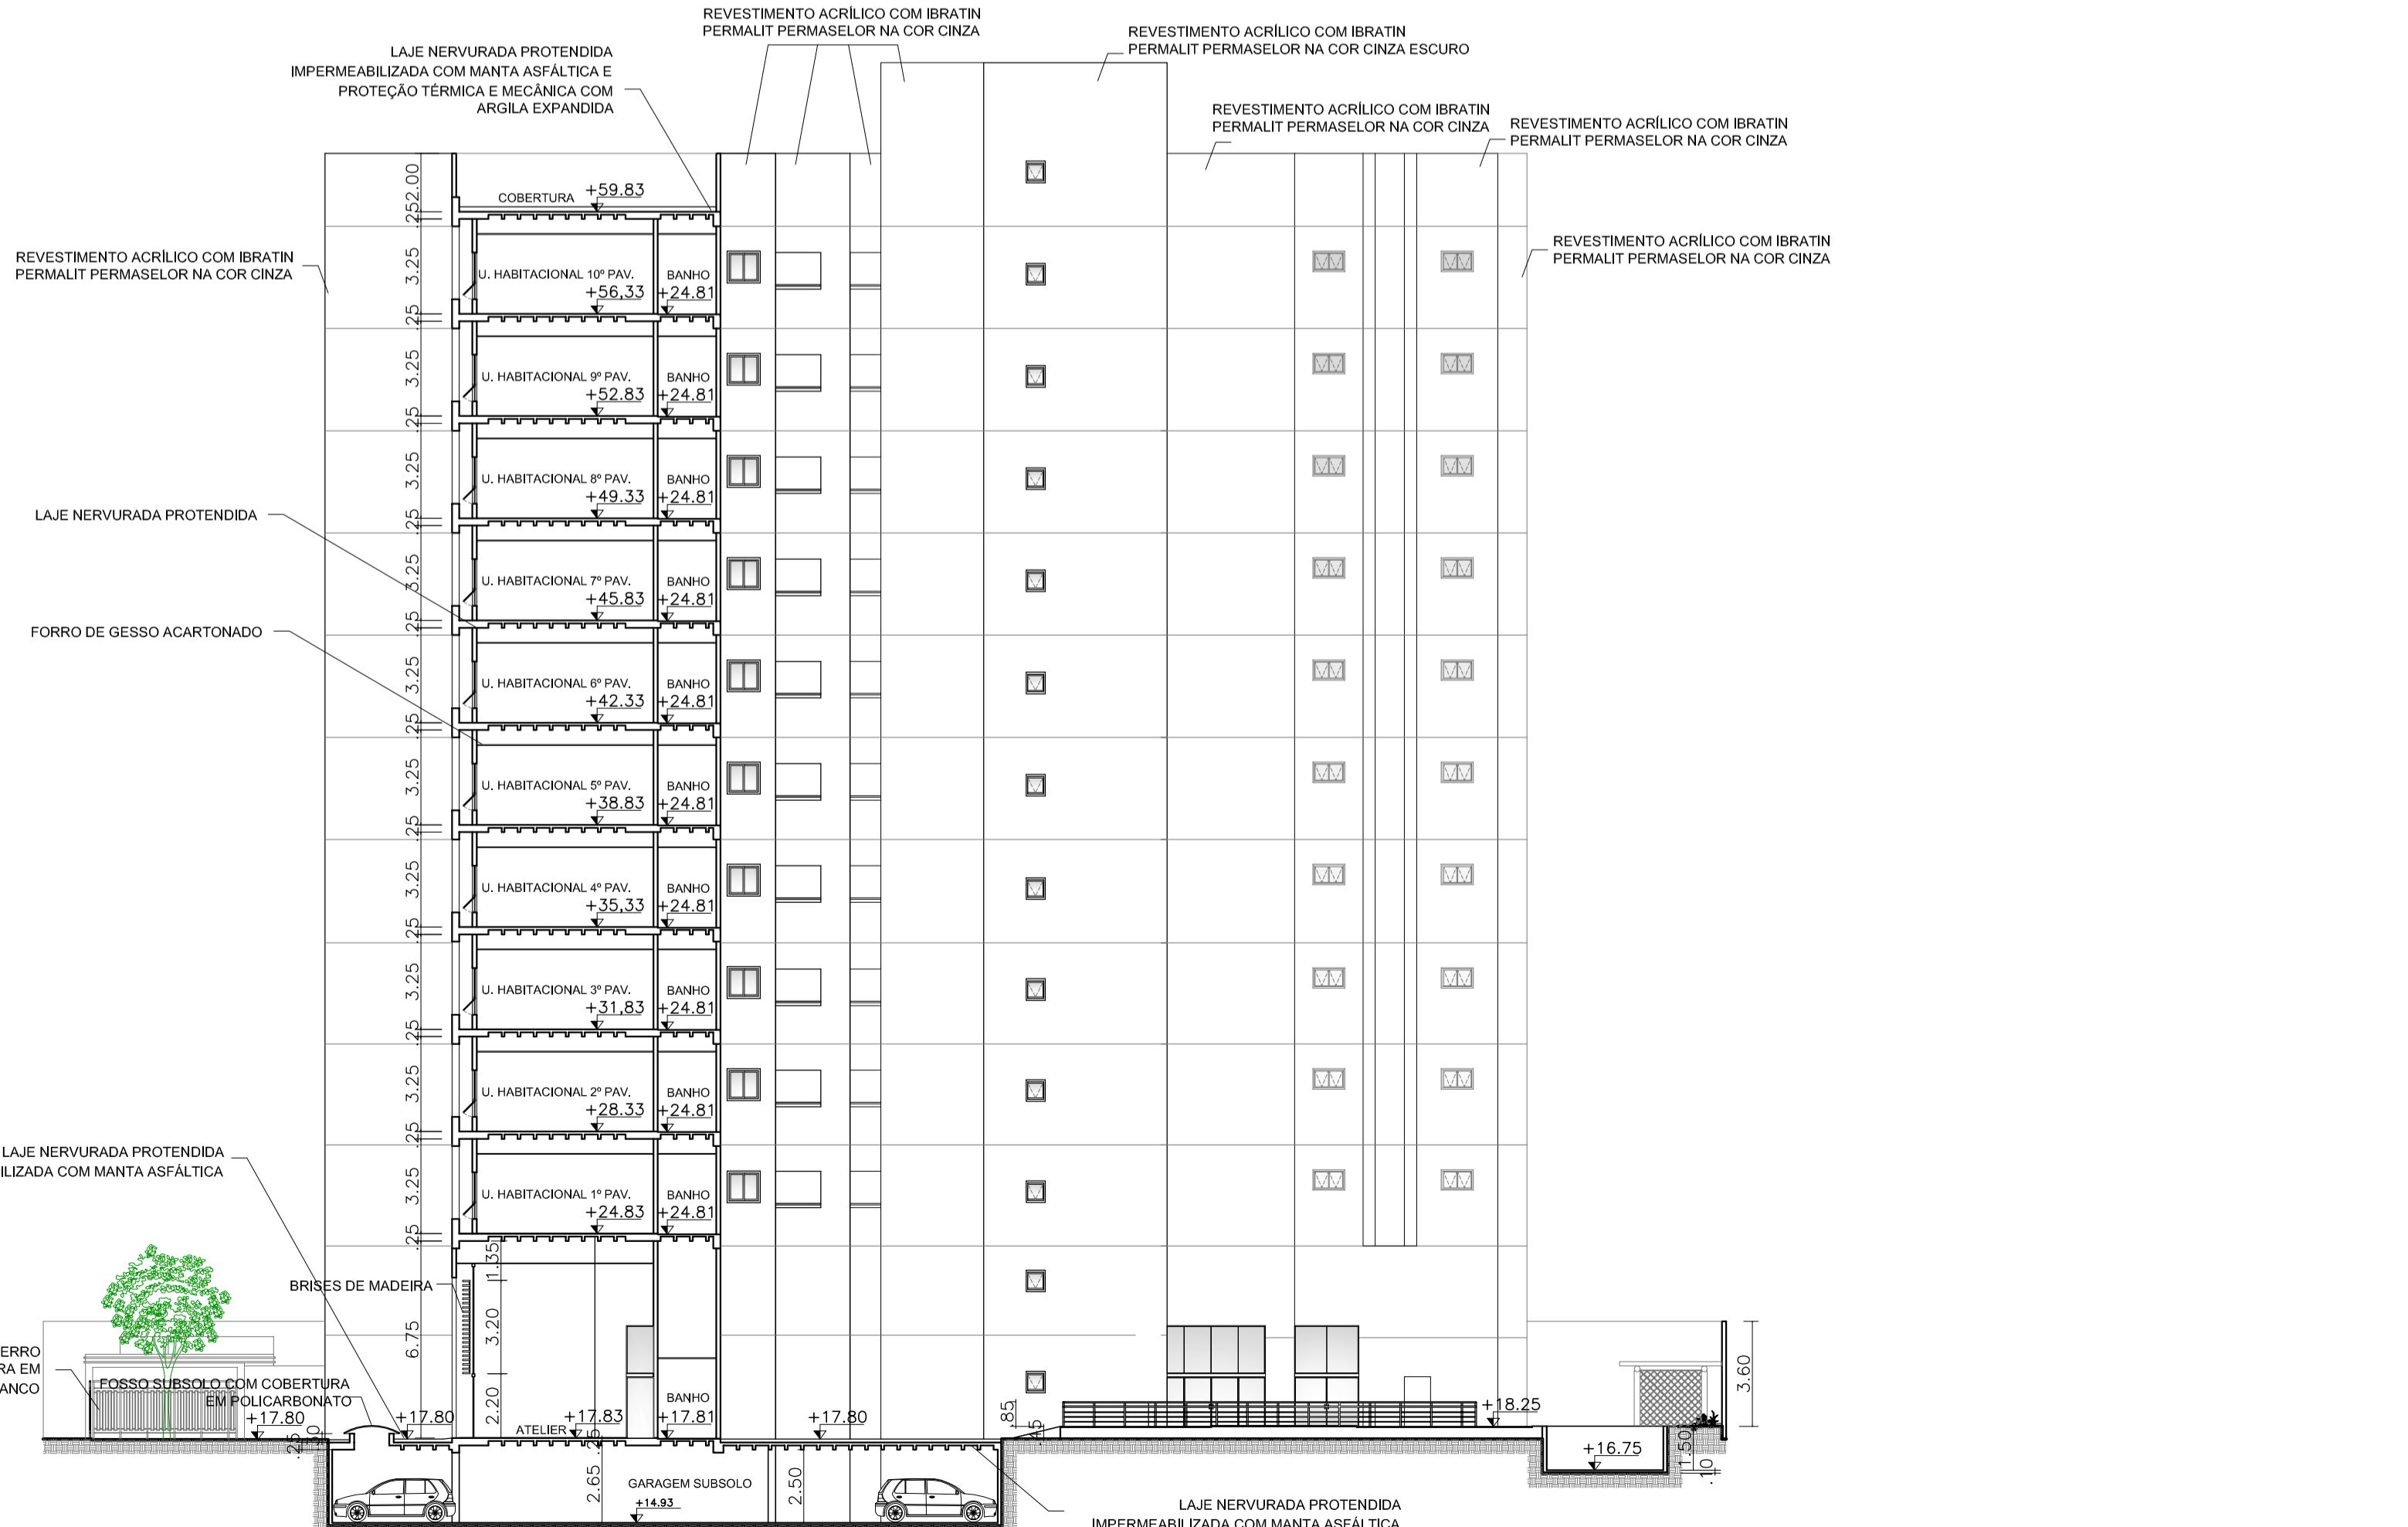 REVESTIMENTO ACRÍLICO COM IBRATIN
PERMALIT PERMASELOR NA COR CINZA
REVESTIMENTO ACRÍLICO COM IBRATIN
PERMALIT PERMASELOR NA COR CINZA ESCURO
LAJE NERVURADA PROTENDIDA
IMPERMEABILIZADA COM MANTA ASFÁLTICA E
PROTEÇÃO TÉRMICA E MECÂNICA COM
ARGILA EXPANDIDA
REVESTIMENTO ACRÍLICO COM IBRATIN
PERMALIT PERMASELOR NA COR CINZA
REVESTIMENTO ACRÍLICO COM IBRATIN
PERMALIT PERMASELOR NA COR CINZA
2.00
.25
COBERTURA +59.83
REVESTIMENTO ACRÍLICO COM IBRATIN
PERMALIT PERMASELOR NA COR CINZA
REVESTIMENTO ACRÍLICO COM IBRATIN
PERMALIT PERMASELOR NA COR CINZA
3.25
U. HABITACIONAL 10º PAV. BANHO
+56,33 +24.81
.25
3.25
U. HABITACIONAL 9º PAV. BANHO
+52.83 +24.81
.25
3.25
U. HABITACIONAL 8º PAV. BANHO
+49.33 +24.81
.25
LAJE NERVURADA PROTENDIDA
3.25
U. HABITACIONAL 7º PAV. BANHO
+45.83 +24.81
.25
FORRO DE GESSO ACARTONADO
3.25
U. HABITACIONAL 6º PAV. BANHO
+42.33 +24.81
.25
3.25
U. HABITACIONAL 5º PAV. BANHO
+38.83 +24.81
.25
3.25
U. HABITACIONAL 4º PAV. BANHO
+35,33 +24.81
.25
3.25
U. HABITACIONAL 3º PAV. BANHO
+31,83 +24.81
.25
3.25
U. HABITACIONAL 2º PAV. BANHO
+28.33 +24.81
.25
LAJE NERVURADA PROTENDIDA
ILIZADA COM MANTA ASFÁLTICA
3.25
U. HABITACIONAL 1º PAV. BANHO
+24.83 +24.81
.25
1.35
BRISES DE MADEIRA
3.20
6.75
ERRO
RA EM
ANCO
FOSSO SUBSOLO COM COBERTURA
EM POLICARBONATO
2.20
BANHO
3.60
+17.80 +17.80 +17.83 +17.81 +17.80 .85 +18.25
ATELIER
.25
.50
.25
.45
+16.75
1.50
.10
2.65
GARAGEM SUBSOLO
2.50
+14.93
LAJE NERVURADA PROTENDIDA
IMPERMEABILIZADA COM MANTA ASFÁLTICA